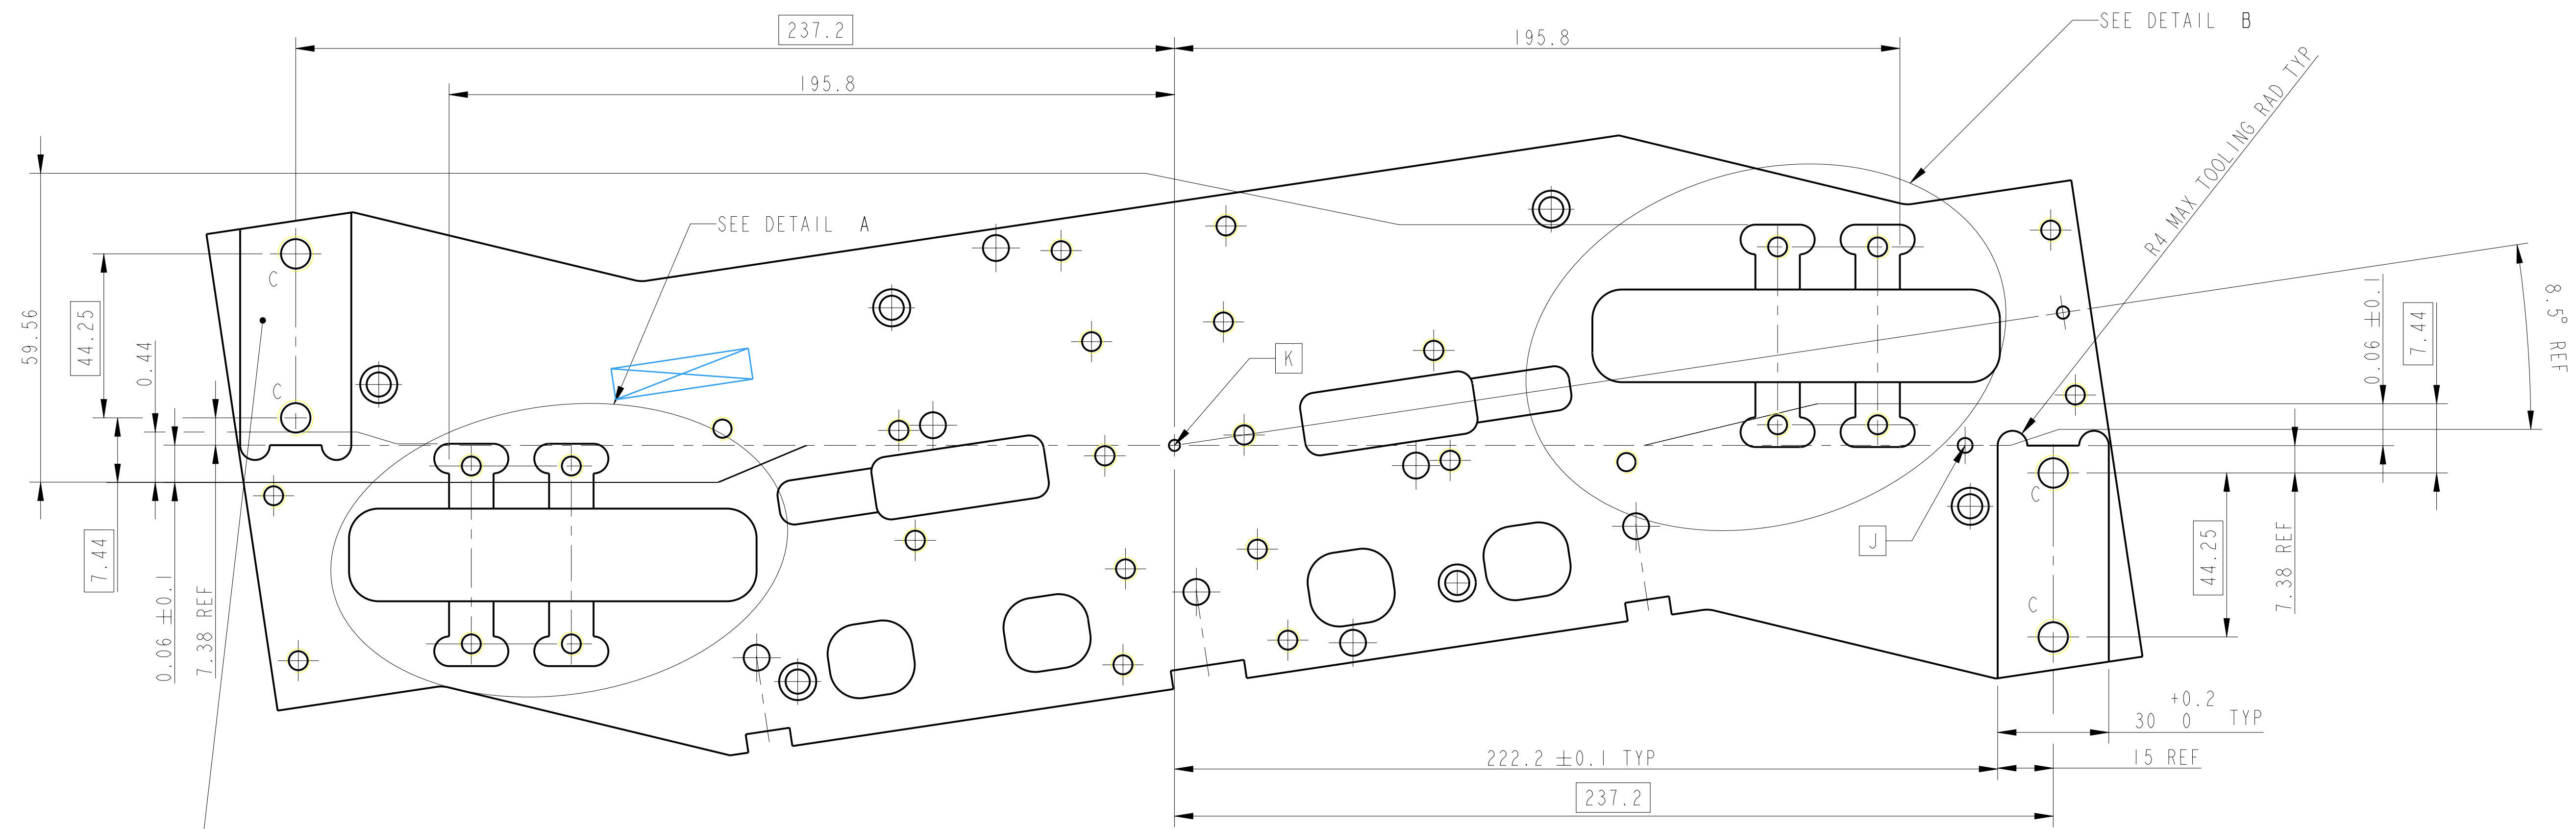 237.2
195.8
195.8
SEE DETAIL B
R4 MAX TOOLING RAD TYP
SEE DETAIL A
59.56
44.25
0.44
C
C
K
0.06 ±0.1
7.44
8.5° REF
7.44
0.06 ±0.1
7.38 REF
J
C
C
44.25
7.38 REF
+0.2
30 0 TYP
222.2 ±0.1 TYP
15 REF
237.2